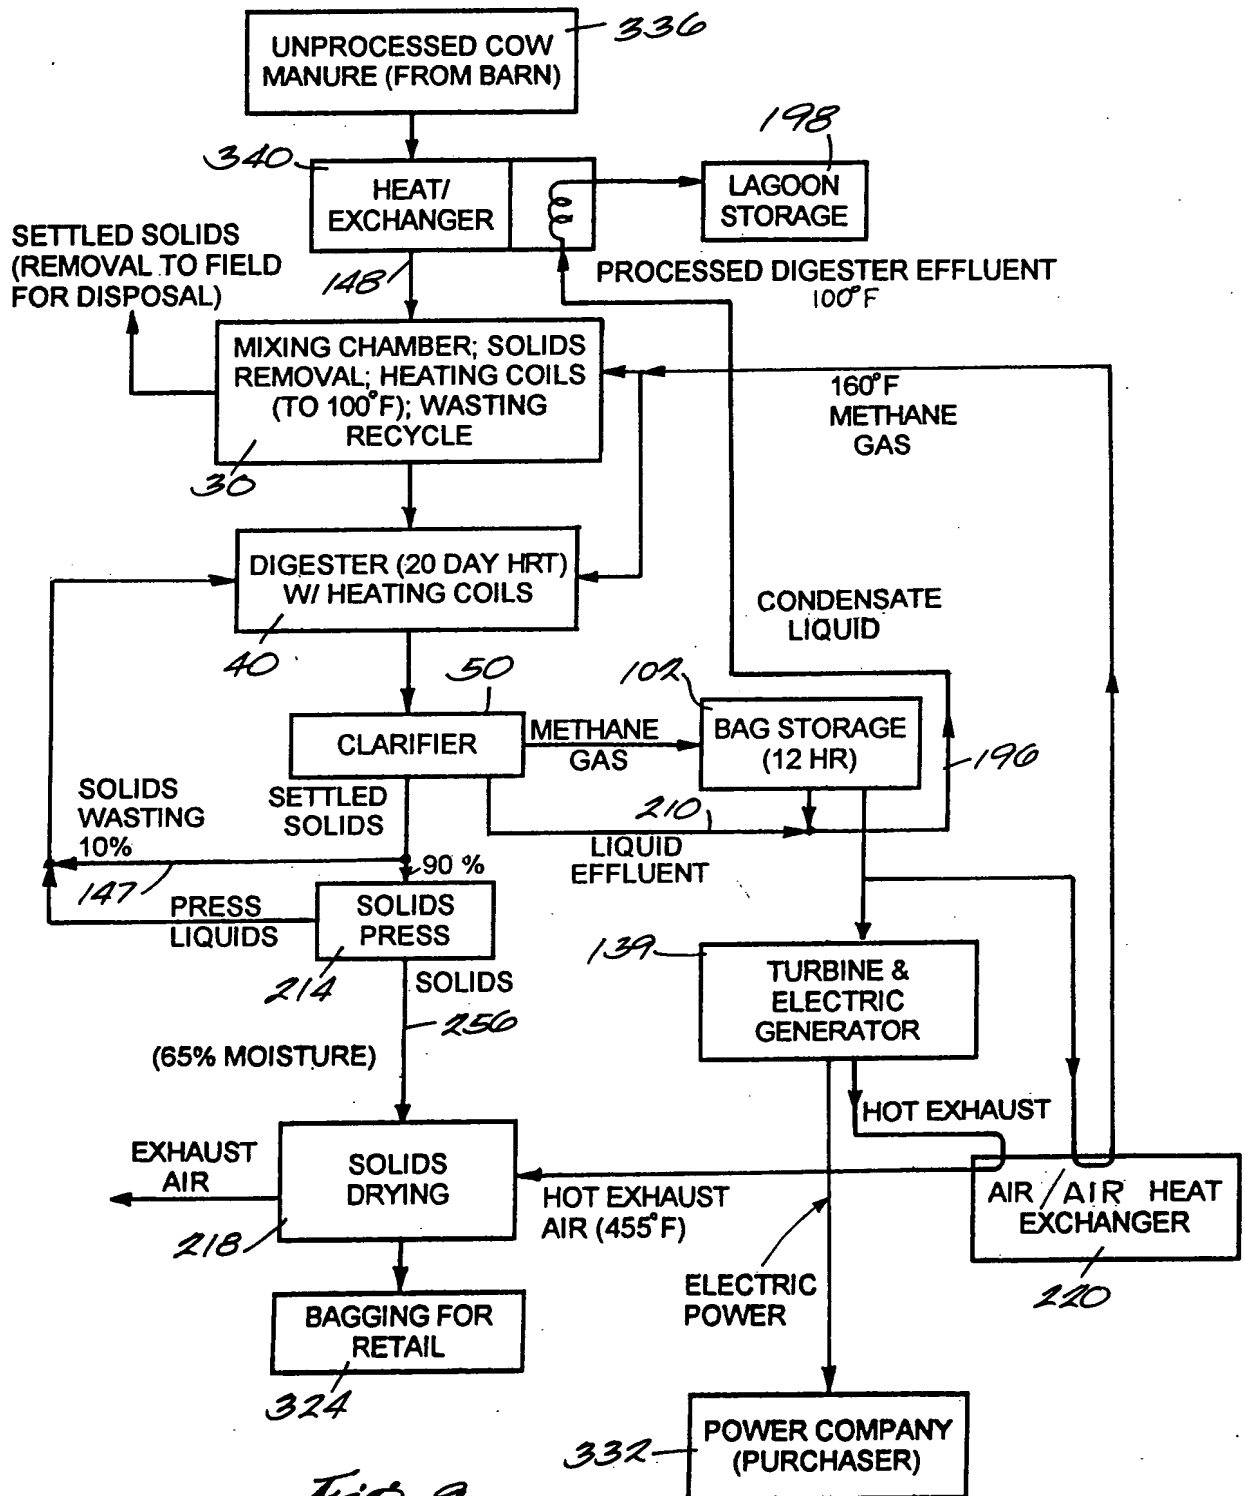 336
UNPROCESSED COW
MANURE (FROM BARN)
198
340
HEAT/
EXCHANGER
LAGOON
STORAGE
SETTLED SOLIDS
(REMOVAL TO FIELD
FOR DISPOSAL)
148
PROCESSED DIGESTER EFFLUENT
100°F
MIXING CHAMBER; SOLIDS
REMOVAL; HEATING COILS
(TO 100°F); WASTING
RECYCLE
160°F
METHANE
GAS
30
DIGESTER (20 DAY HRT)
W/ HEATING COILS
CONDENSATE
LIQUID
40
50
102
CLARIFIER
METHANE
GAS
BAG STORAGE
(12 HR)
196
SOLIDS
WASTING
10%
SETTLED
SOLIDS
210
LIQUID
EFFLUENT
90 %
147
PRESS
LIQUIDS
SOLIDS
PRESS
139
214
SOLIDS
256
TURBINE &
ELECTRIC
GENERATOR
(65% MOISTURE)
HOT EXHAUST
EXHAUST
AIR
SOLIDS
DRYING
HOT EXHAUST
AIR (455°F)
AIR / AIR HEAT
EXCHANGER
218
220
ELECTRIC
POWER
BAGGING FOR
RETAIL
324
332
POWER COMPANY
(PURCHASER)